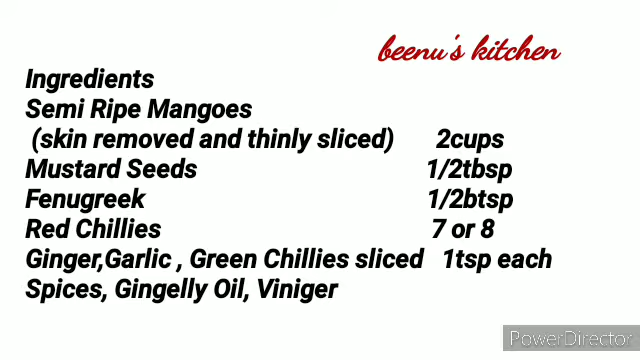 beenu's kitchen
Ingredients
Semi Ripe Mangoes
(skin removed and thinly sliced) 2cups
Mustard Seeds 1/2tbsp
Fenugreek 1/2btsp
Red Chillies 7 or 8
Ginger,Garlic , Green Chillies sliced 1tsp each
Spices, Gingelly Oil, Viniger
PowerDirector